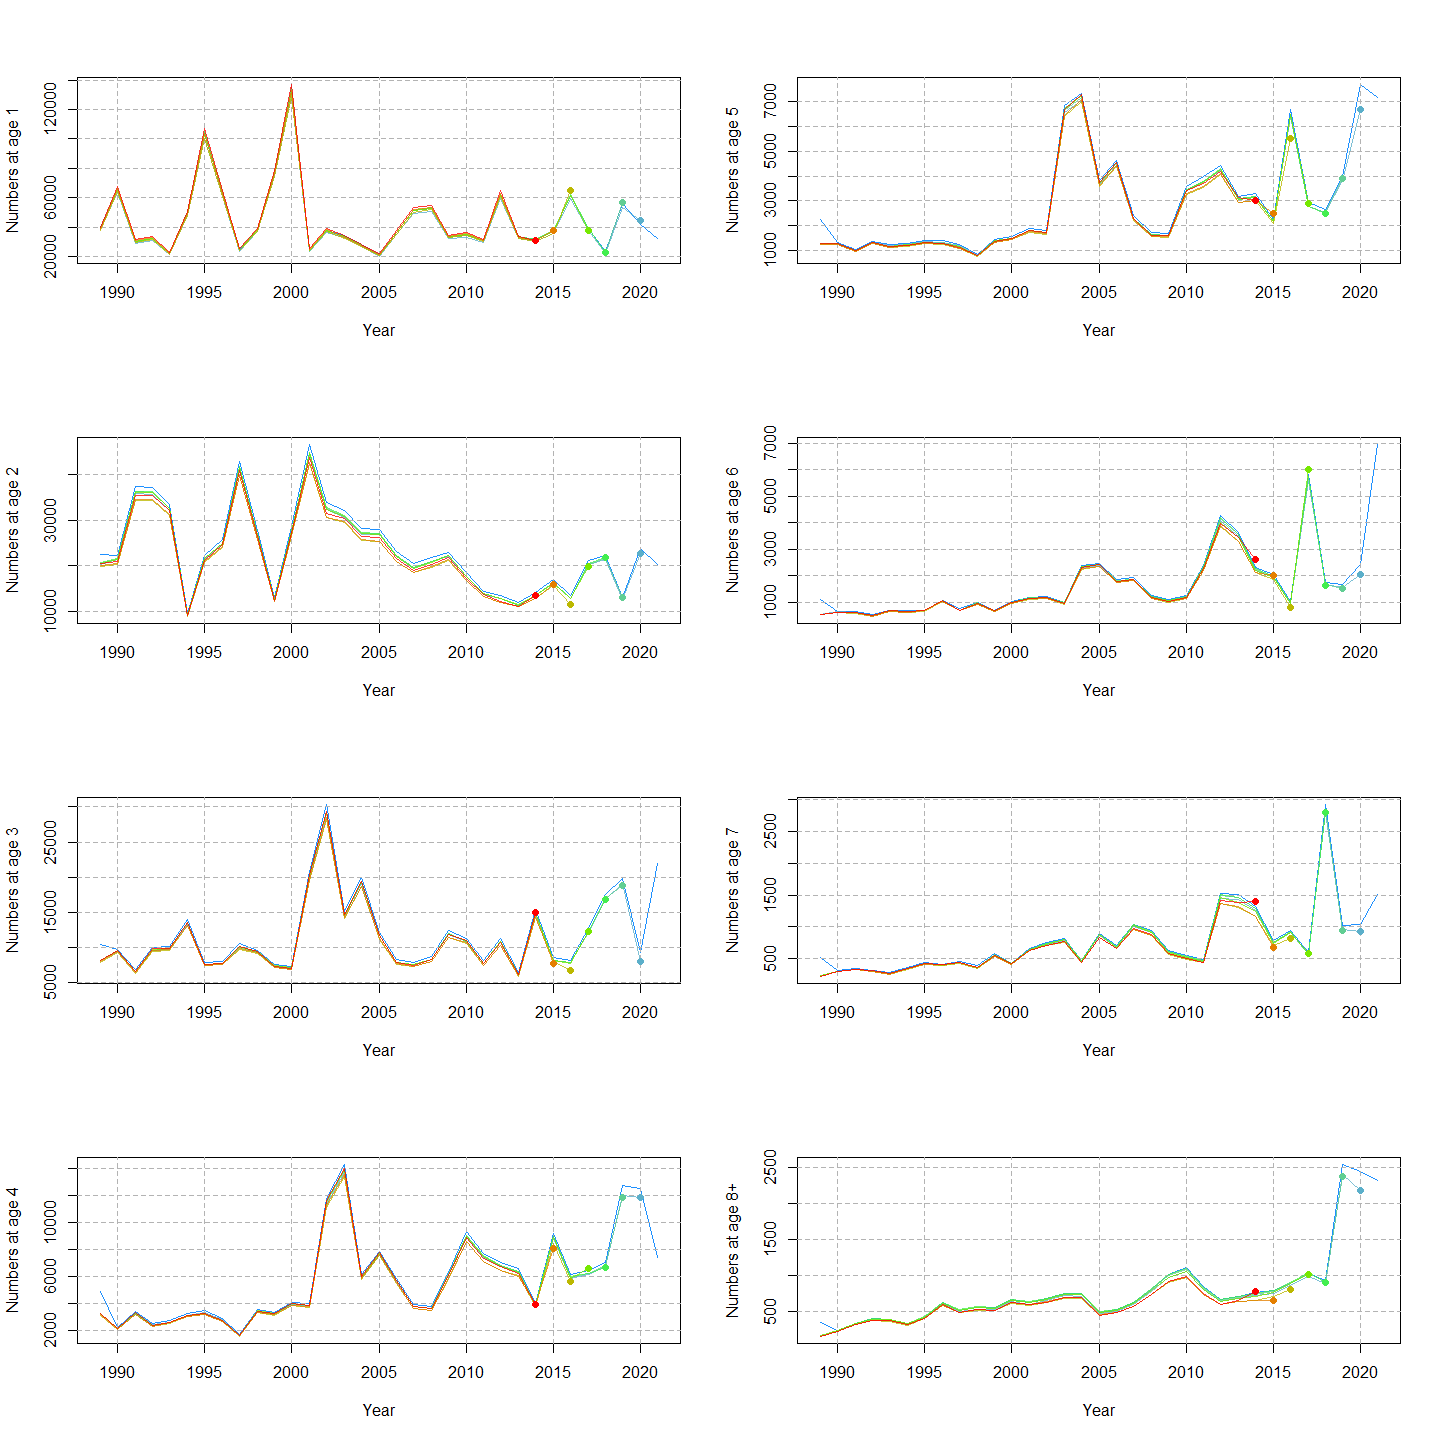 Numbers at age 1
20000 60000 120000
1990 1995 2000 2005 2010 2015 2020
Year
Numbers at age 2
10000 30000
1990 1995 2000 2005 2010 2015 2020
Year
Numbers at age 3
5000 15000 25000
1990 1995 2000 2005 2010 2015 2020
Year
Numbers at age 4
2000 6000 10000
1990 1995 2000 2005 2010 2015 2020
Year
Numbers at age 5
1000 3000 5000 7000
1990 1995 2000 2005 2010 2015 2020
Year
Numbers at age 6
1000 3000 5000 7000
1990 1995 2000 2005 2010 2015 2020
Year
Numbers at age 7
500 1500 2500
1990 1995 2000 2005 2010 2015 2020
Year
Numbers at age 8+
500 1500 2500
1990 1995 2000 2005 2010 2015 2020
Year